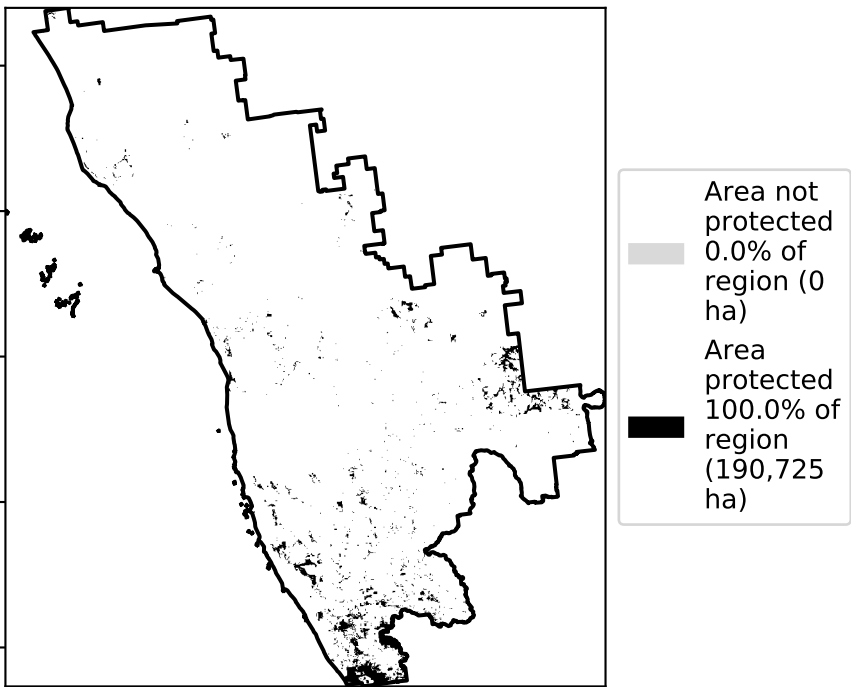 Area not
protected
0.0% of
region (0
ha)
Area
protected
100.0% of
region
(190,725
ha)